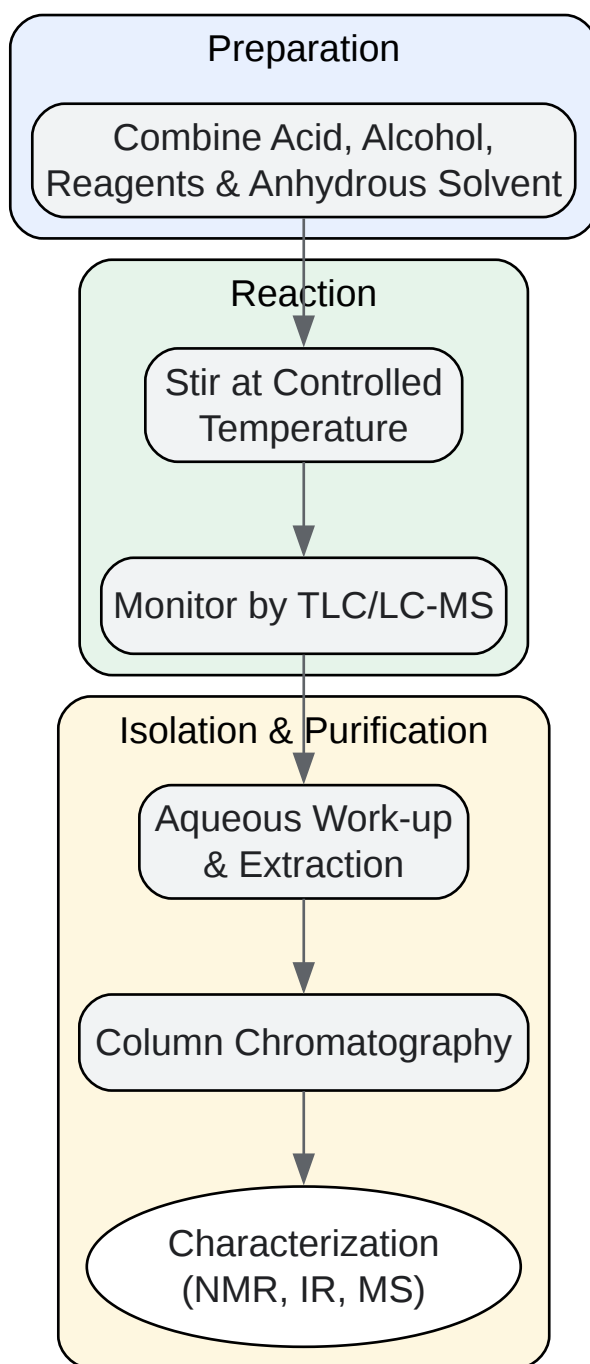 Preparation
Combine Acid, Alcohol,
Reagents & Anhydrous Solvent
Reaction
Stir at Controlled
Temperature
Monitor by TLC/LC-MS
Isolation & Purification
Aqueous Work-up
& Extraction
Column Chromatography
Characterization
(NMR, IR, MS)